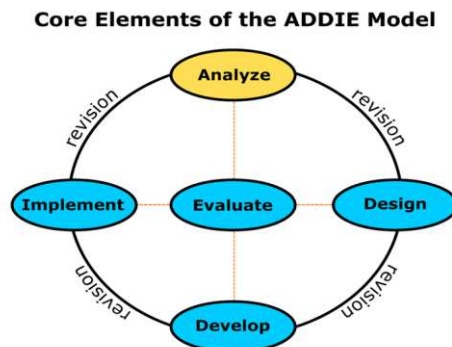 Core Elements of the ADDIE Model
Analyze
revision
revision
Implement
Evaluate
Design
revision
revision
Develop